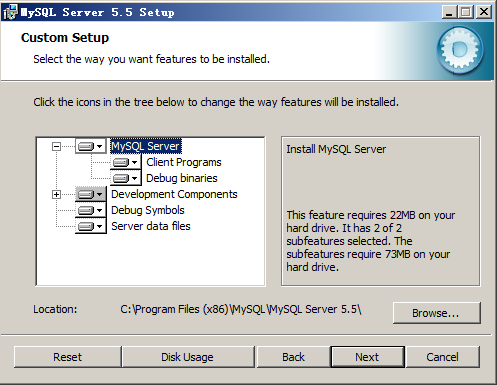 MySQL Server 5.5 Setup
Custom Setup
Select the way you want features to be installed.
Click the icons in the tree below to change the way features will be installed.
MySQL Server
Client Programs
Debug binaries
Development Components
Debug Symbols
Server data files
Install MySQL Server
This feature requires 22MB on your
hard drive. It has 2 of 2
subfeatures selected. The
subfeatures require 73MB on your
hard drive.
Location:
C:\Program Files (x86)\MySQL\MySQL Server 5.5\
Browse...
Reset
Disk Usage
Back
Next
Cancel